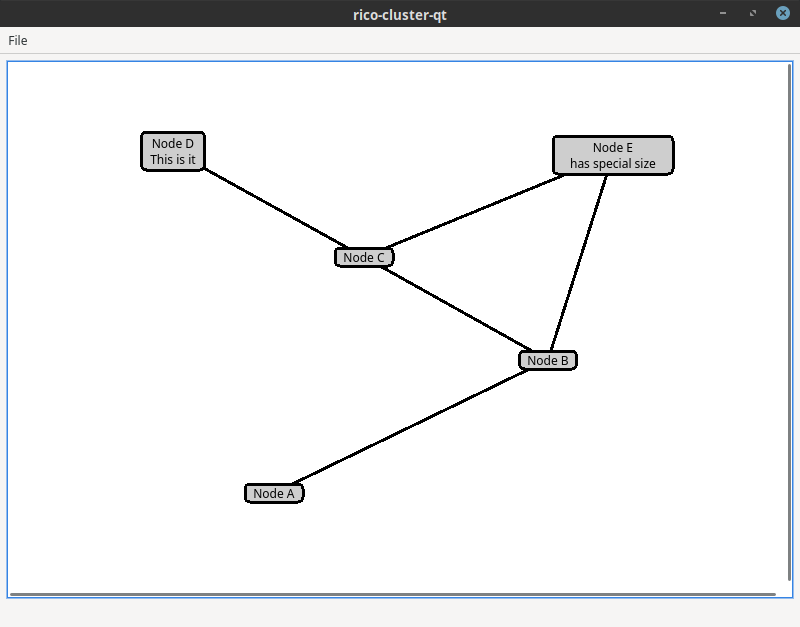 rico-cluster-qt
File
Node D
This is it
Node E
has special size
Node C
Node B
Node A